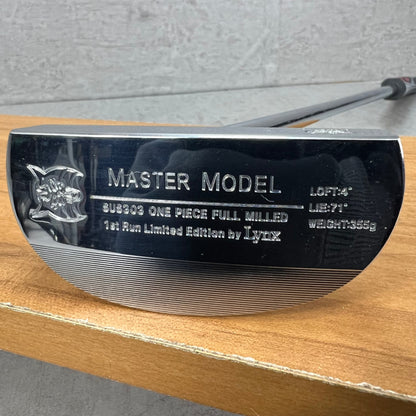 MASTER MODEL
SUS303 ONE PIECE FULL MILLED
1st Run Limited Edition by Lynx
LOFT:4°
LIE:71°
WEIGHT:355g